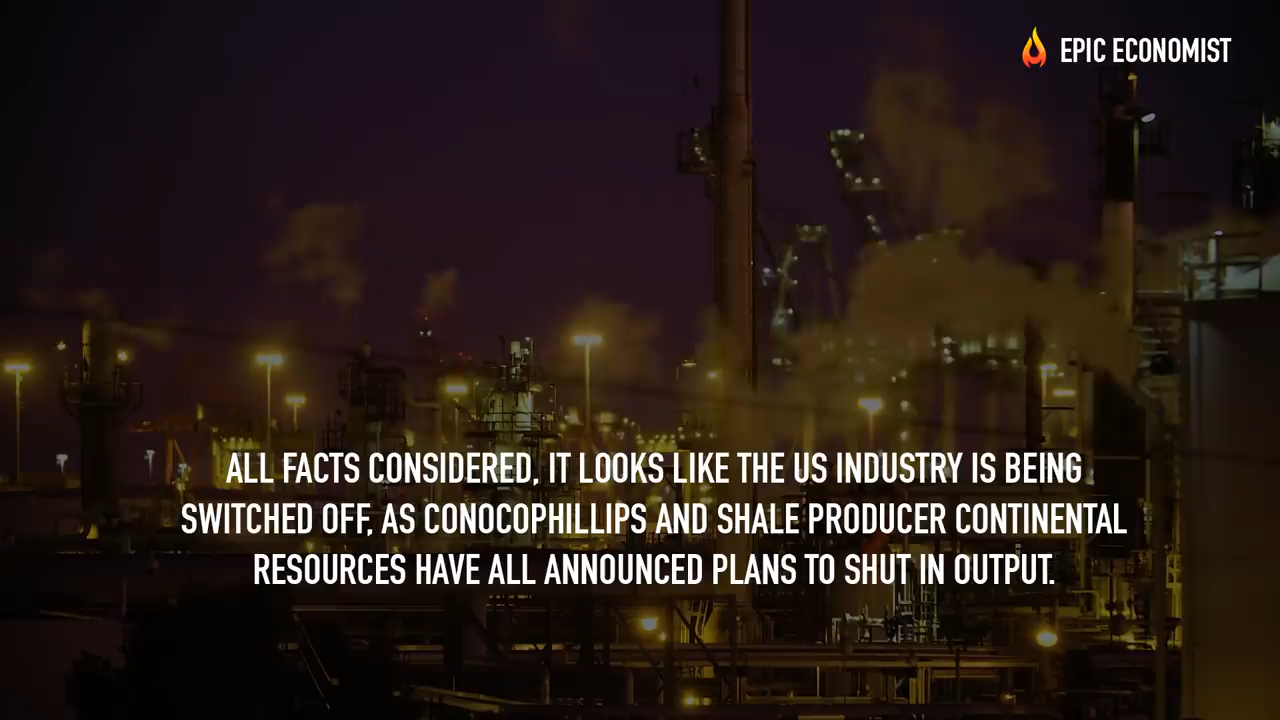 EPIC ECONOMIST
ALL FACTS CONSIDERED, IT LOOKS LIKE THE US INDUSTRY IS BEING
SWITCHED OFF, AS CONOCOPHILLIPS AND SHALE PRODUCER CONTINENTAL
RESOURCES HAVE ALL ANNOUNCED PLANS TO SHUT IN OUTPUT.